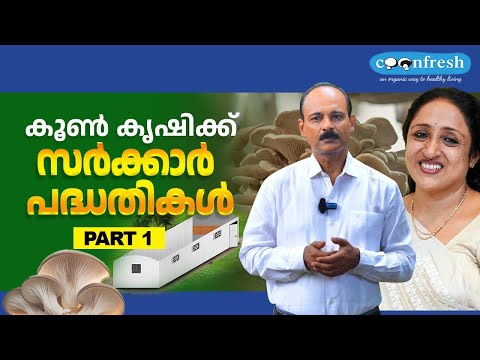 coonfresh
an organic way to healthy living
കൂൺ കൃഷിക്ക്
സർക്കാർ
പദ്ധതികൾ
PART 1